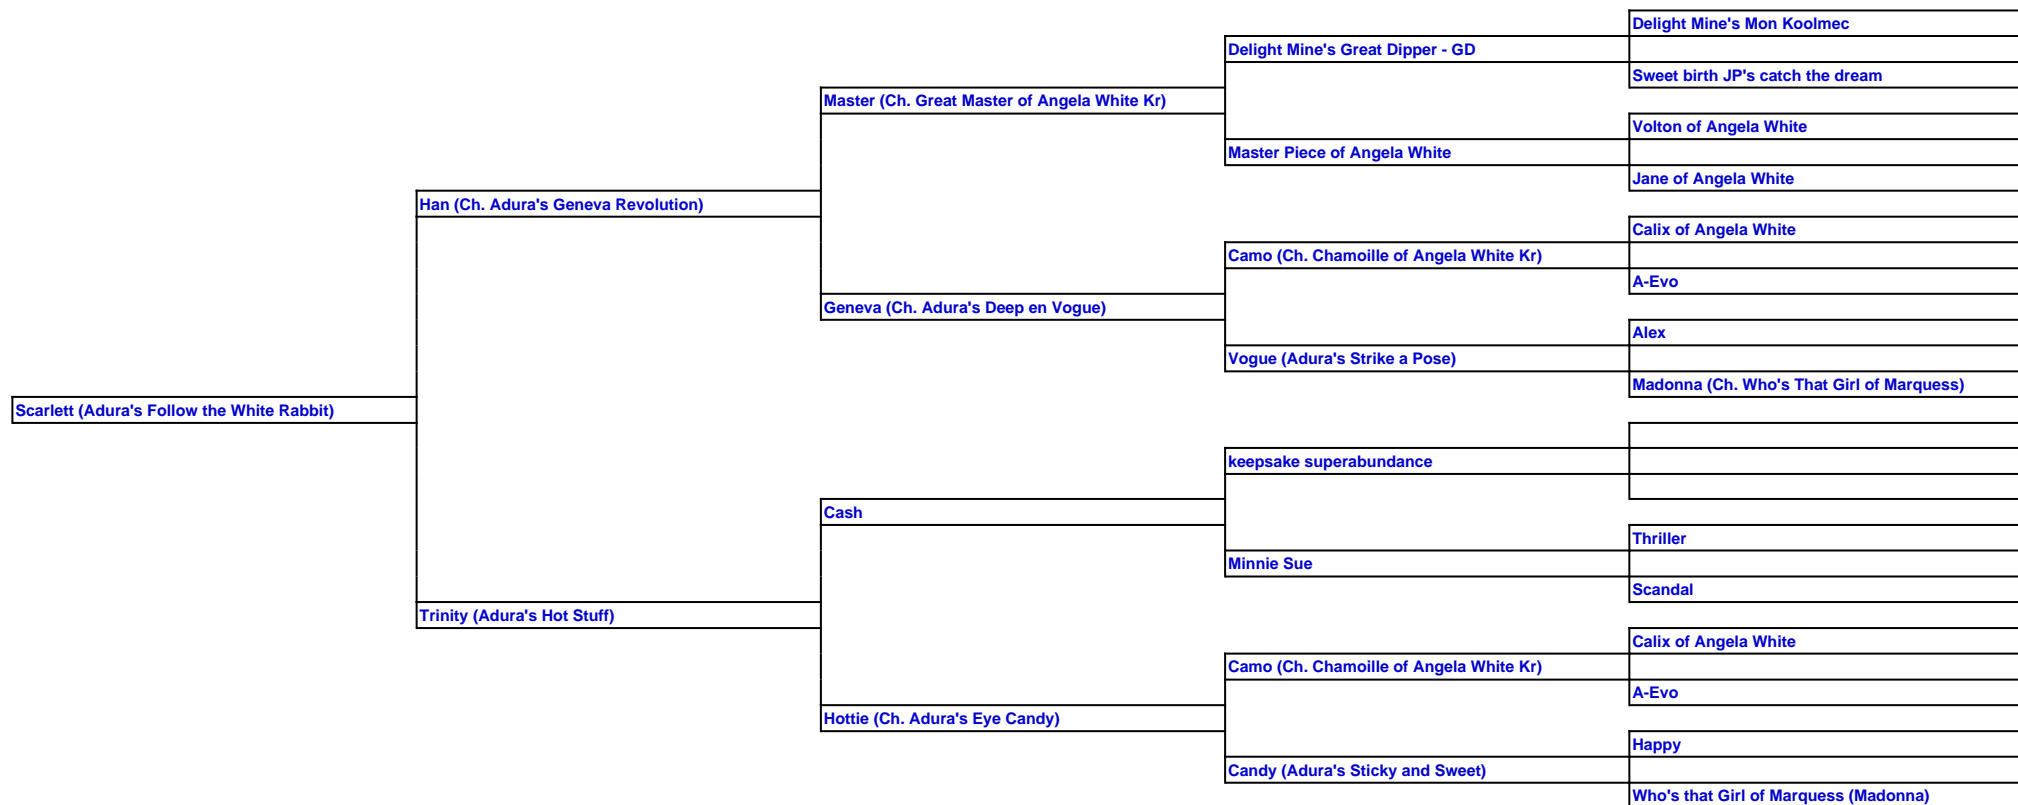 Delight Mine's Mon Koolmec
Delight Mine's Great Dipper - GD
Sweet birth JP's catch the dream
Master (Ch. Great Master of Angela White Kr)
Volton of Angela White
Master Piece of Angela White
Jane of Angela White
Han (Ch. Adura's Geneva Revolution)
Calix of Angela White
Camo (Ch. Chamoille of Angela White Kr)
A-Evo
Geneva (Ch. Adura's Deep en Vogue)
Alex
Vogue (Adura's Strike a Pose)
Madonna (Ch. Who's That Girl of Marquess)
Scarlett (Adura's Follow the White Rabbit)
keepsake superabundance
Cash
Thriller
Minnie Sue
Scandal
Trinity (Adura's Hot Stuff)
Calix of Angela White
Camo (Ch. Chamoille of Angela White Kr)
A-Evo
Hottie (Ch. Adura's Eye Candy)
Happy
Candy (Adura's Sticky and Sweet)
Who's that Girl of Marquess (Madonna)